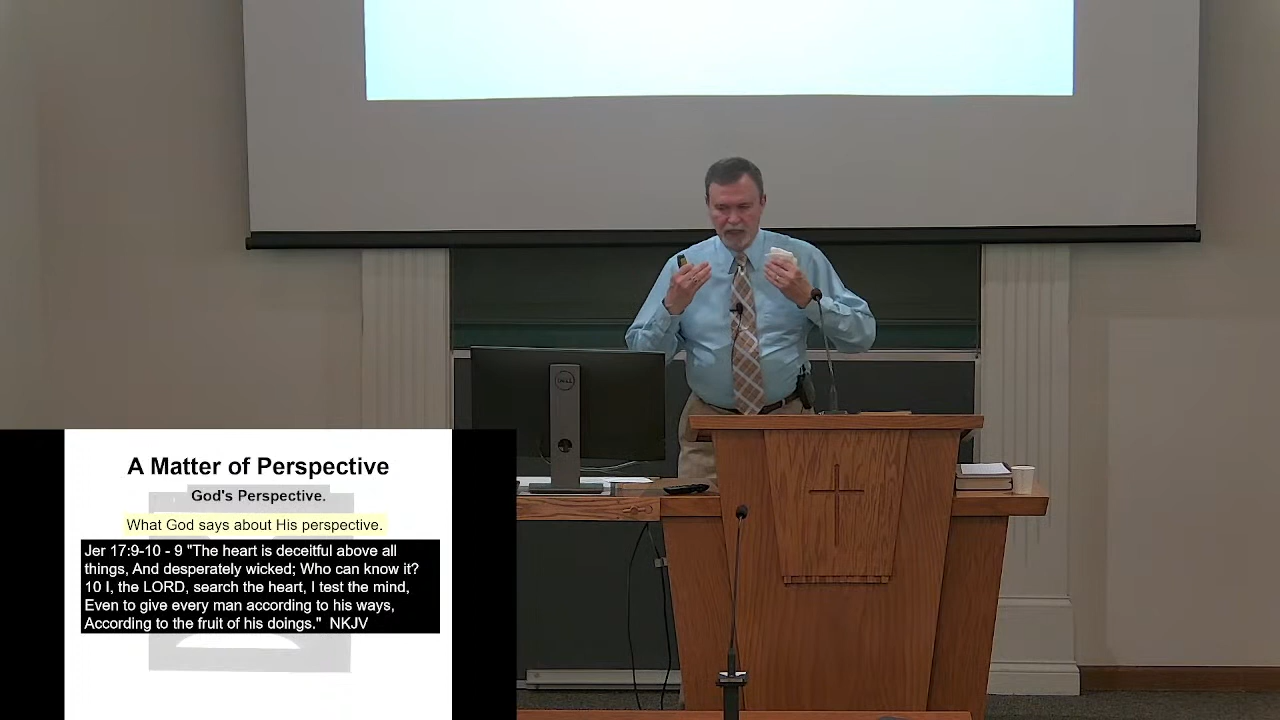 DELL
A Matter of Perspective
God's Perspective.
What God says about His perspective.
Jer 17:9-10 - 9 "The heart is deceitful above all
things, And desperately wicked; Who can know it?
10 I, the LORD, search the heart, I test the mind,
Even to give every man according to his ways,
According to the fruit of his doings."  NKJV